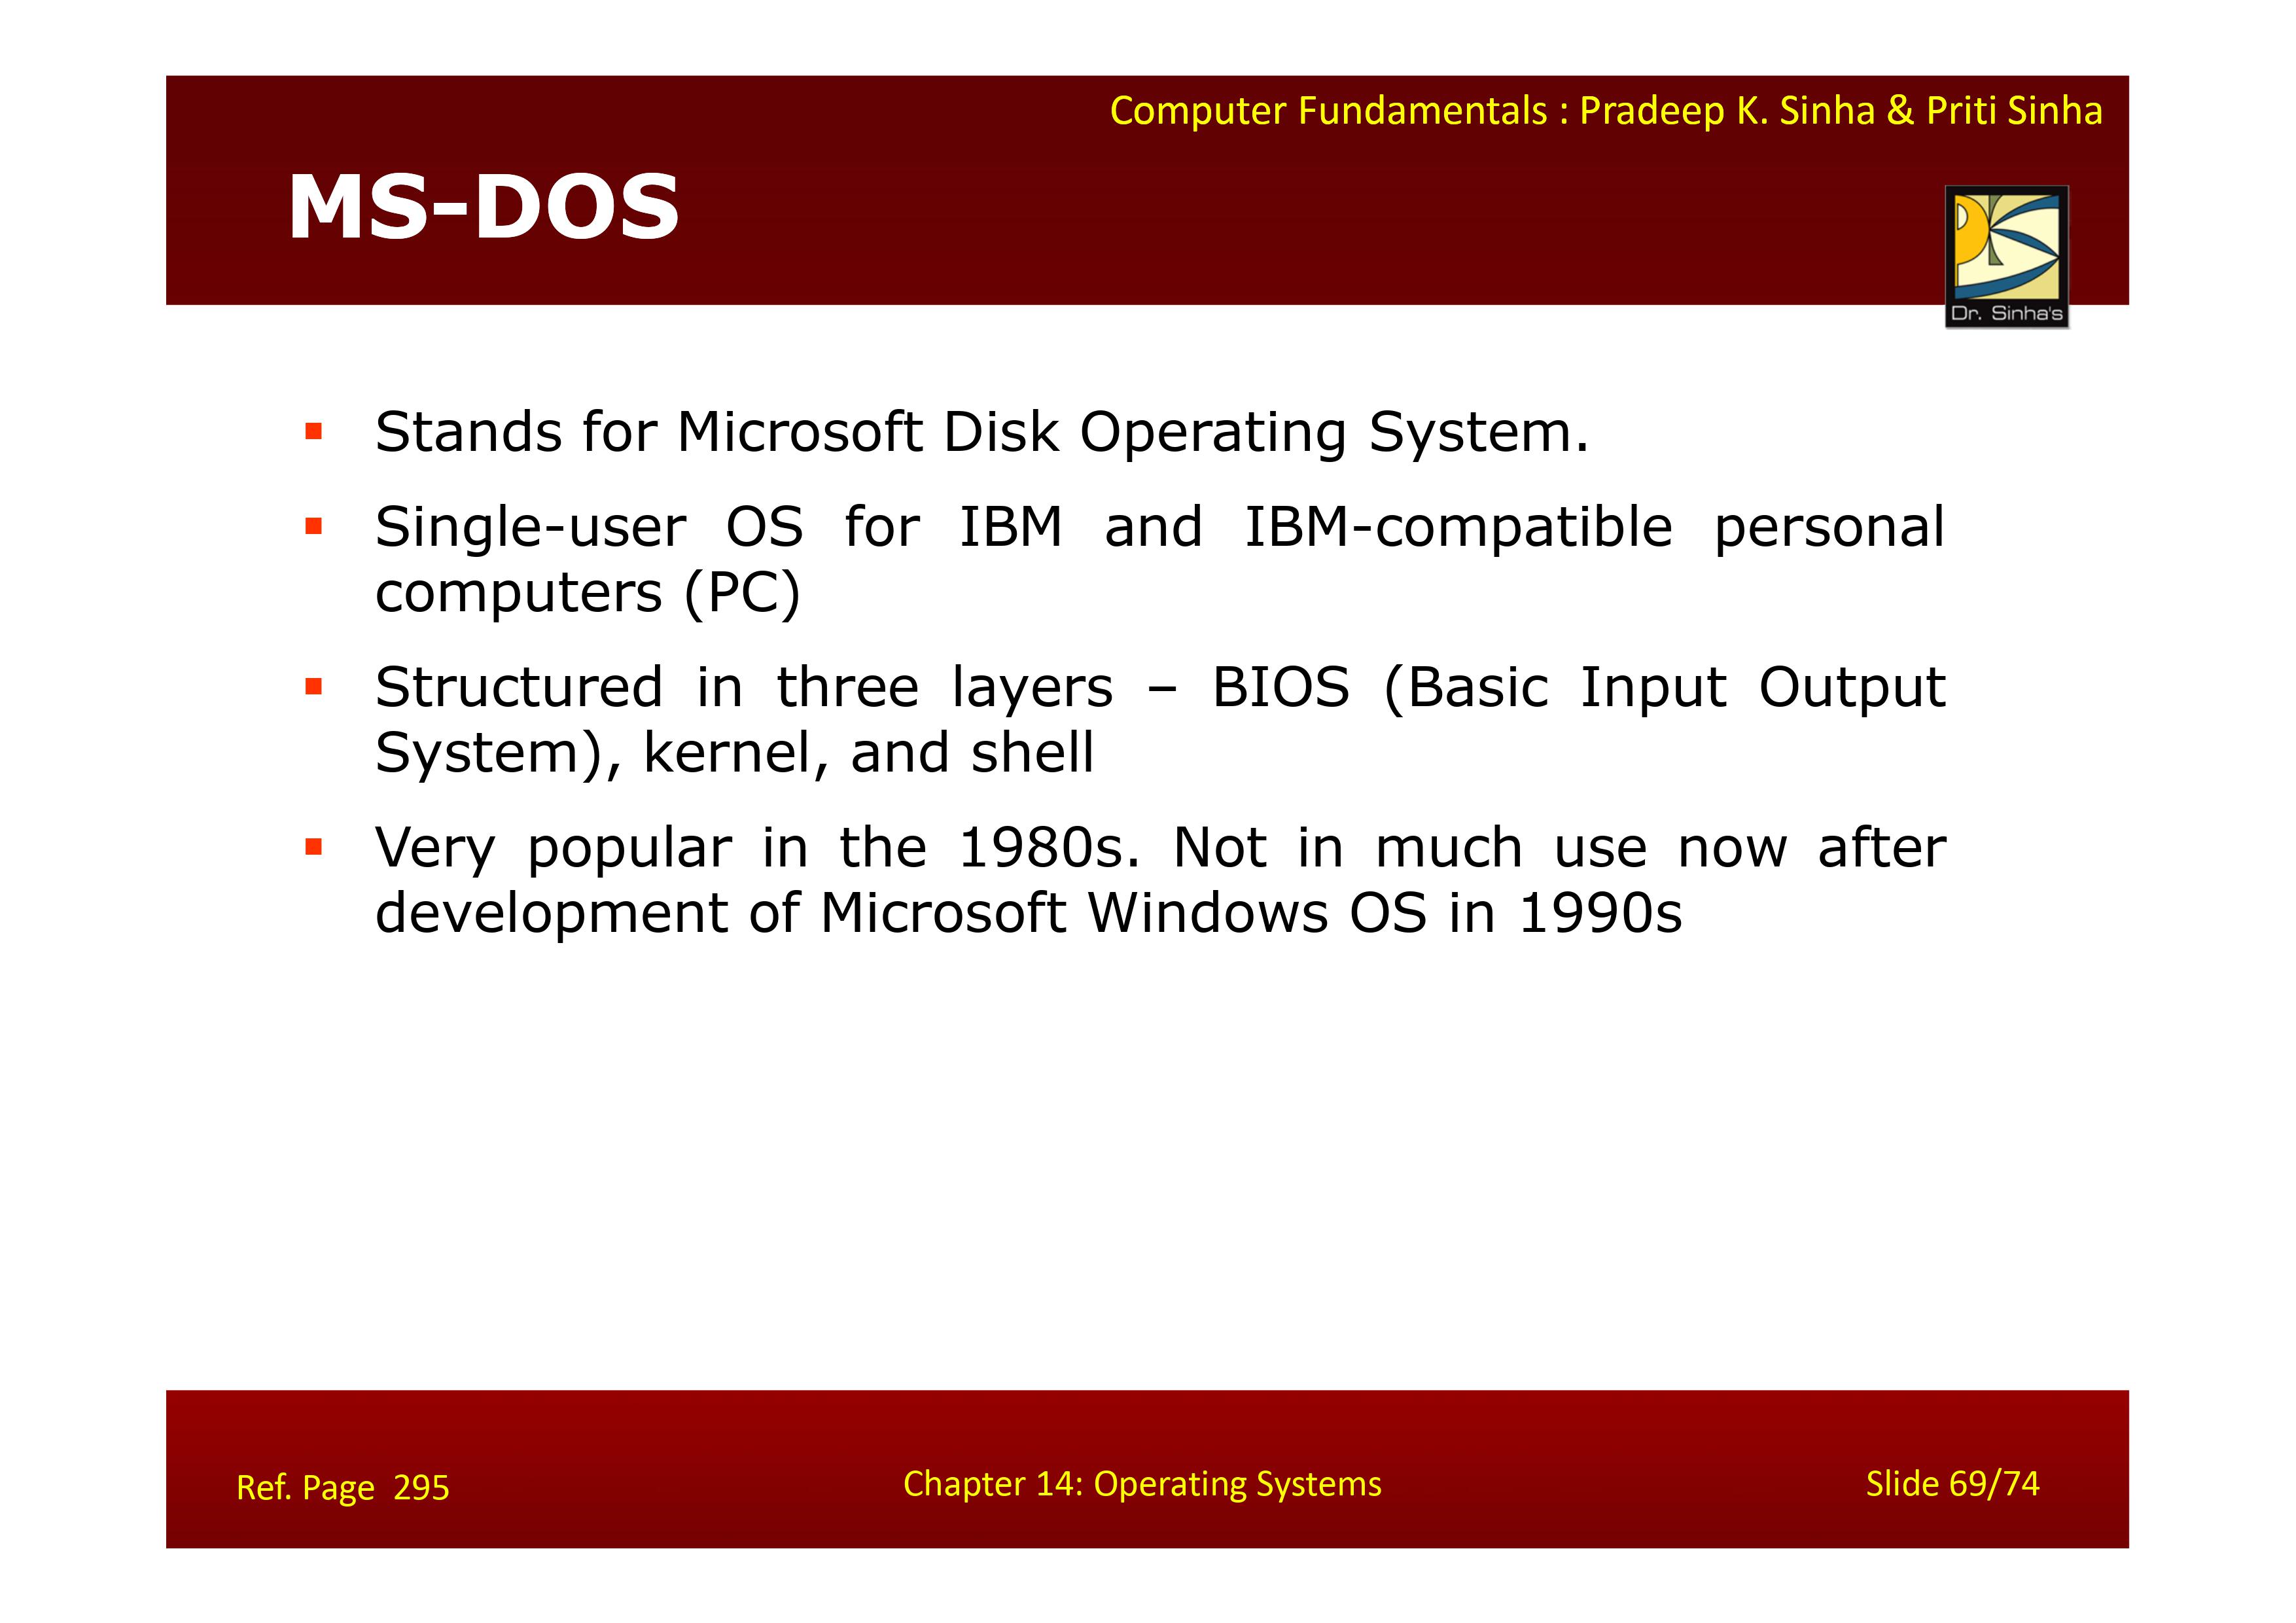 Computer Fundamentals : Pradeep K. Sinha & Priti Sinha
MS–DOS
Dr. Sinha's
▪ Stands for Microsoft Disk Operating System.
▪ Single-user OS for IBM and IBM-compatible personal
computers (PC)
▪ Structured in three layers – BIOS (Basic Input Output
System), kernel, and shell
▪ Very popular in the 1980s. Not in much use now after
development of Microsoft Windows OS in 1990s
Ref. Page 295
Chapter 14: Operating Systems
Slide 69/74